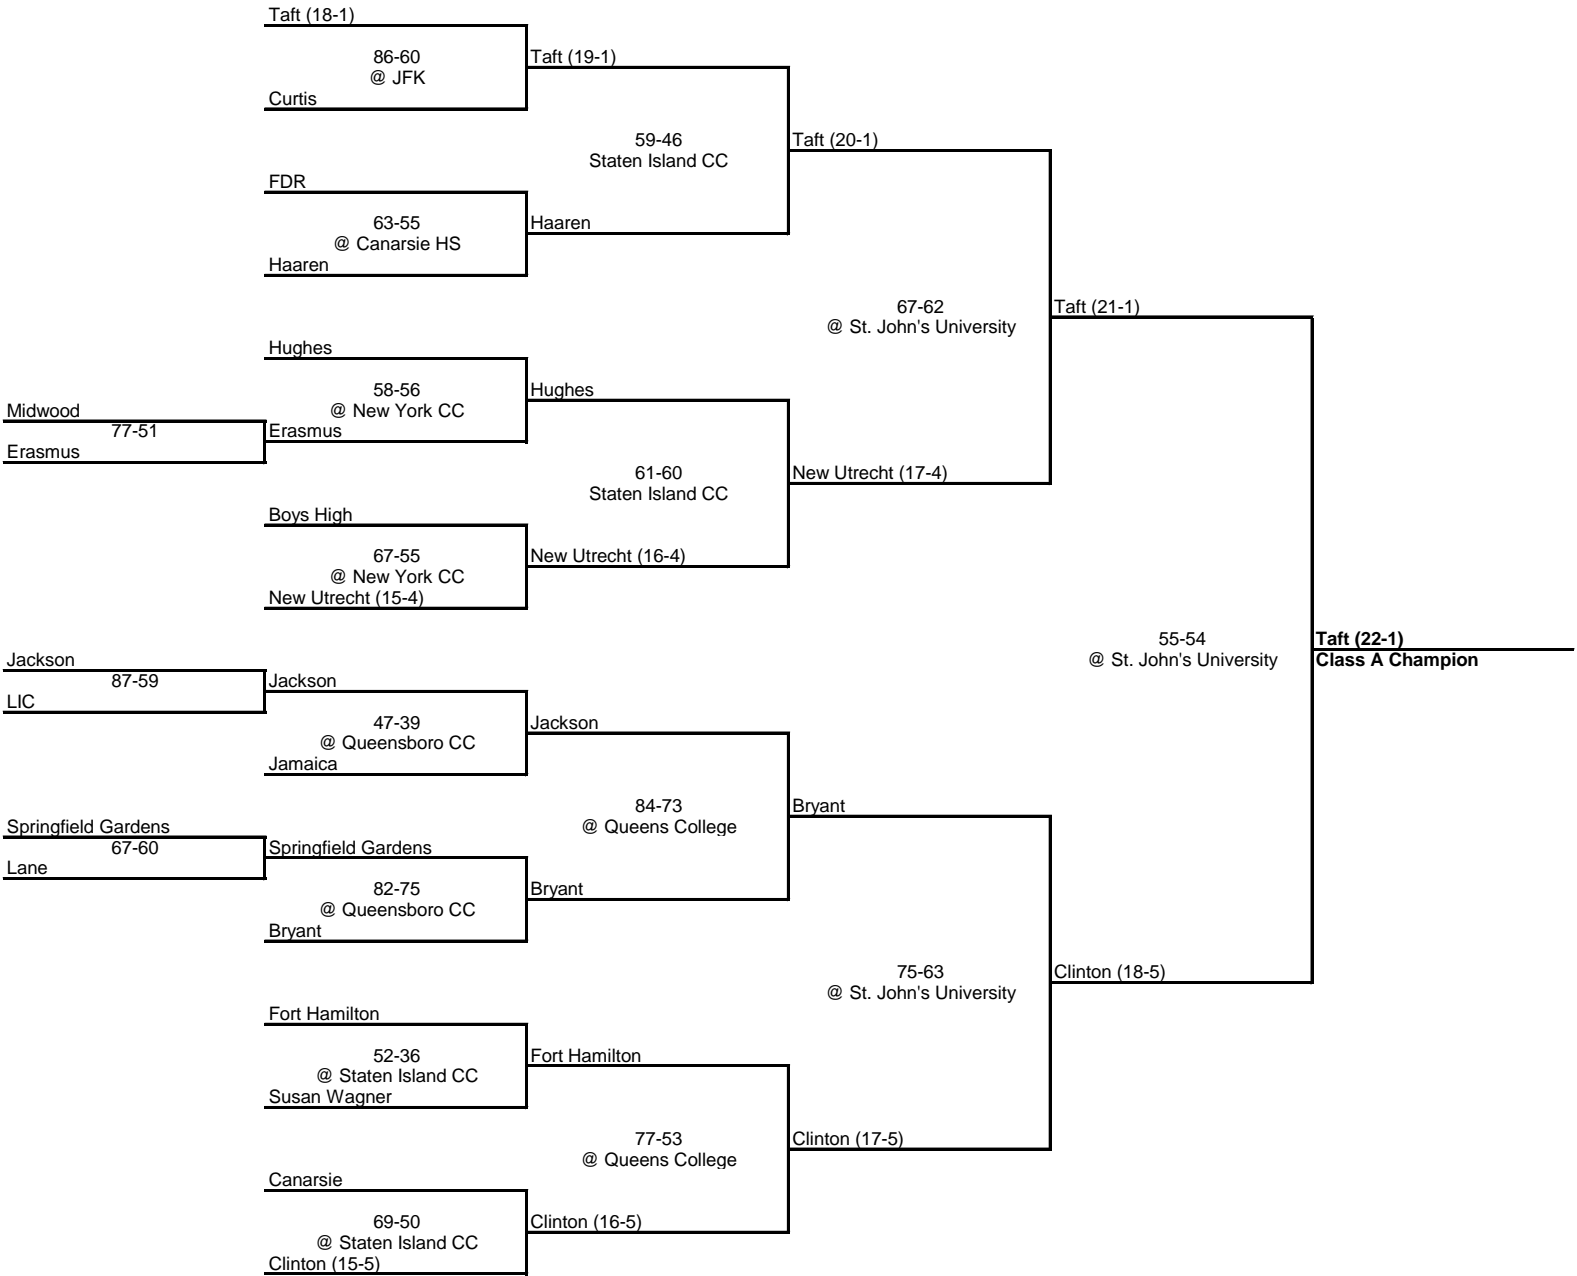 Taft (18-1)
86-60
@ JFK
Taft (19-1)
Curtis
59-46
Staten Island CC
Taft (20-1)
FDR
63-55
@ Canarsie HS
Haaren
Haaren
67-62
@ St. John's University
Taft (21-1)
Hughes
58-56
@ New York CC
Hughes
Midwood
77-51
Erasmus
Erasmus
61-60
Staten Island CC
New Utrecht (17-4)
Boys High
67-55
@ New York CC
New Utrecht (16-4)
New Utrecht (15-4)
55-54
@ St. John's University
Taft (22-1)
Class A Champion
Jackson
87-59
LIC
Jackson
47-39
@ Queensboro CC
Jackson
Jamaica
84-73
@ Queens College
Bryant
Springfield Gardens
67-60
Lane
Springfield Gardens
82-75
@ Queensboro CC
Bryant
Bryant
75-63
@ St. John's University
Clinton (18-5)
Fort Hamilton
52-36
@ Staten Island CC
Fort Hamilton
Susan Wagner
77-53
@ Queens College
Clinton (17-5)
Canarsie
69-50
@ Staten Island CC
Clinton (16-5)
Clinton (15-5)